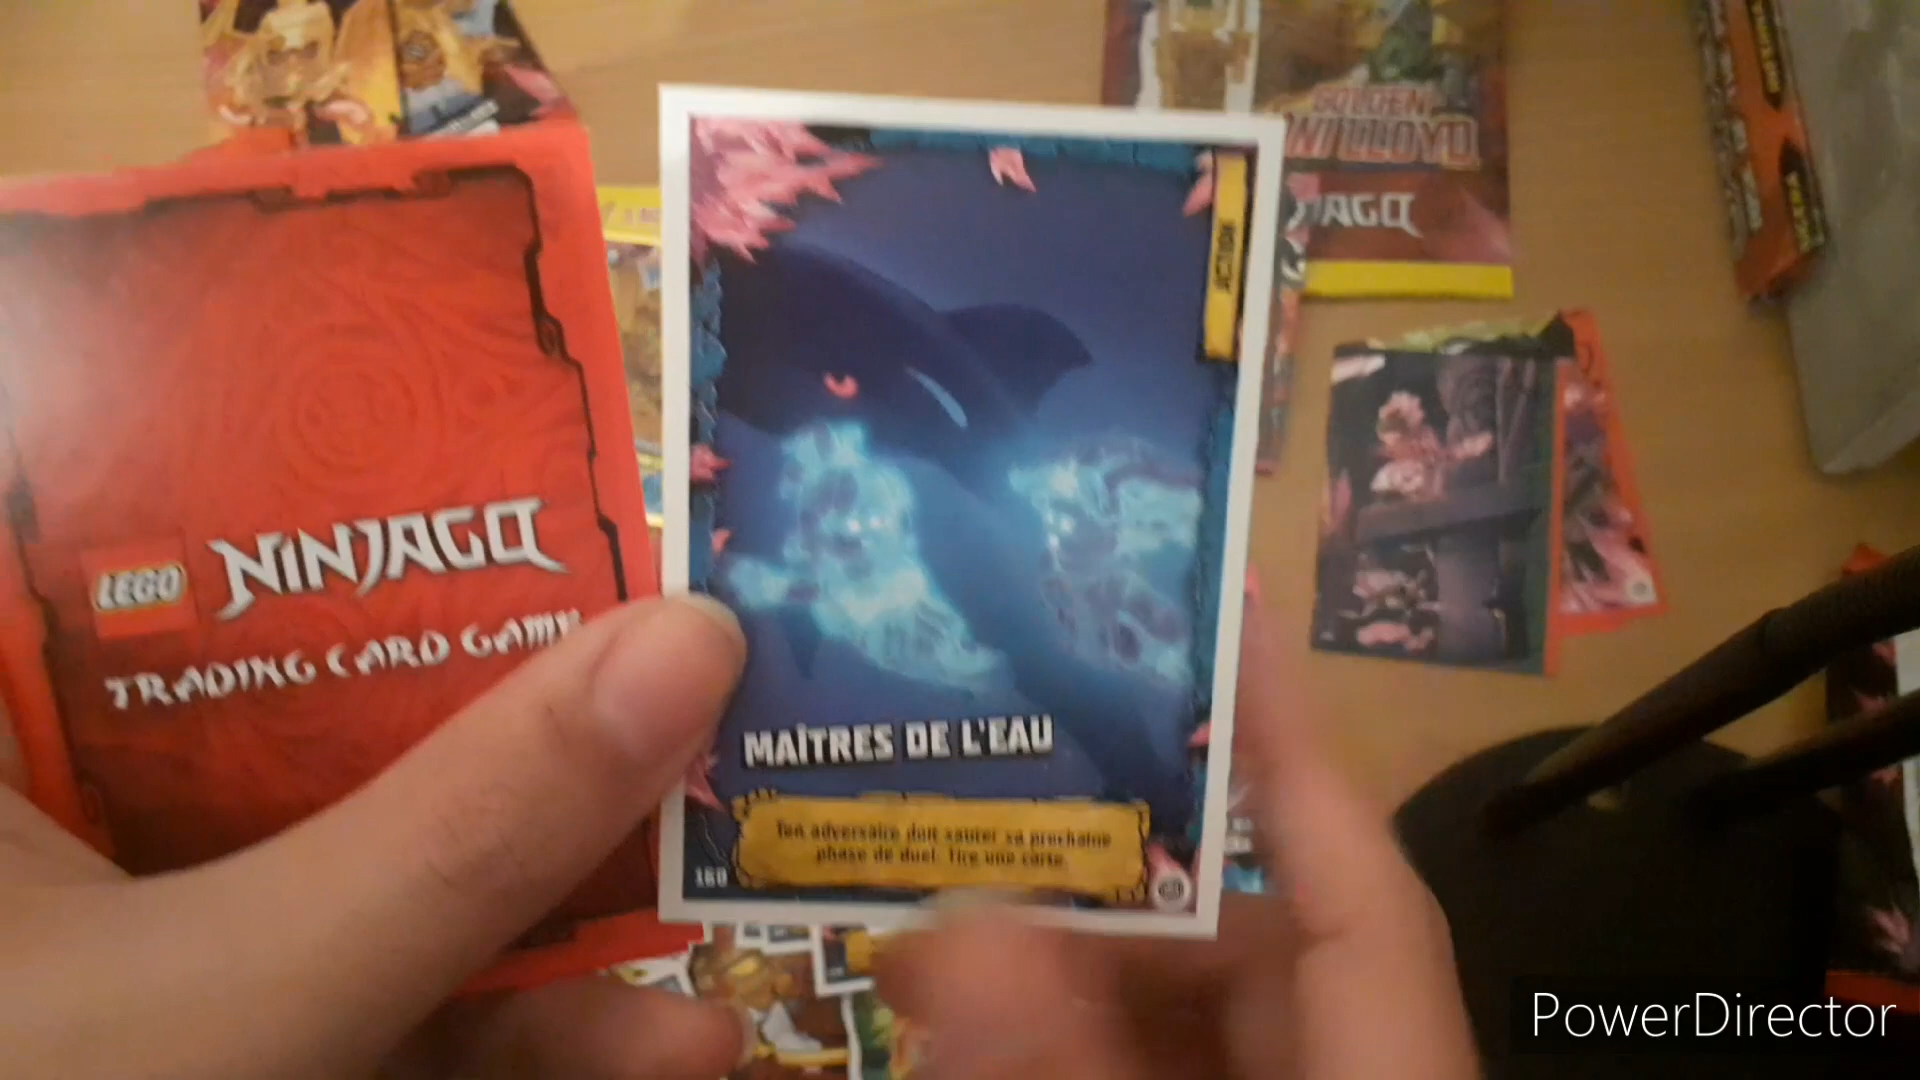 GOLDEN
LEGO NINJAGO
TRADING CARD GAME
ACTION
MAÎTRES DE L'EAU
Ton adversaire doit sauter sa prochaine
phase de duel. Tire une carte.
160
PowerDirector